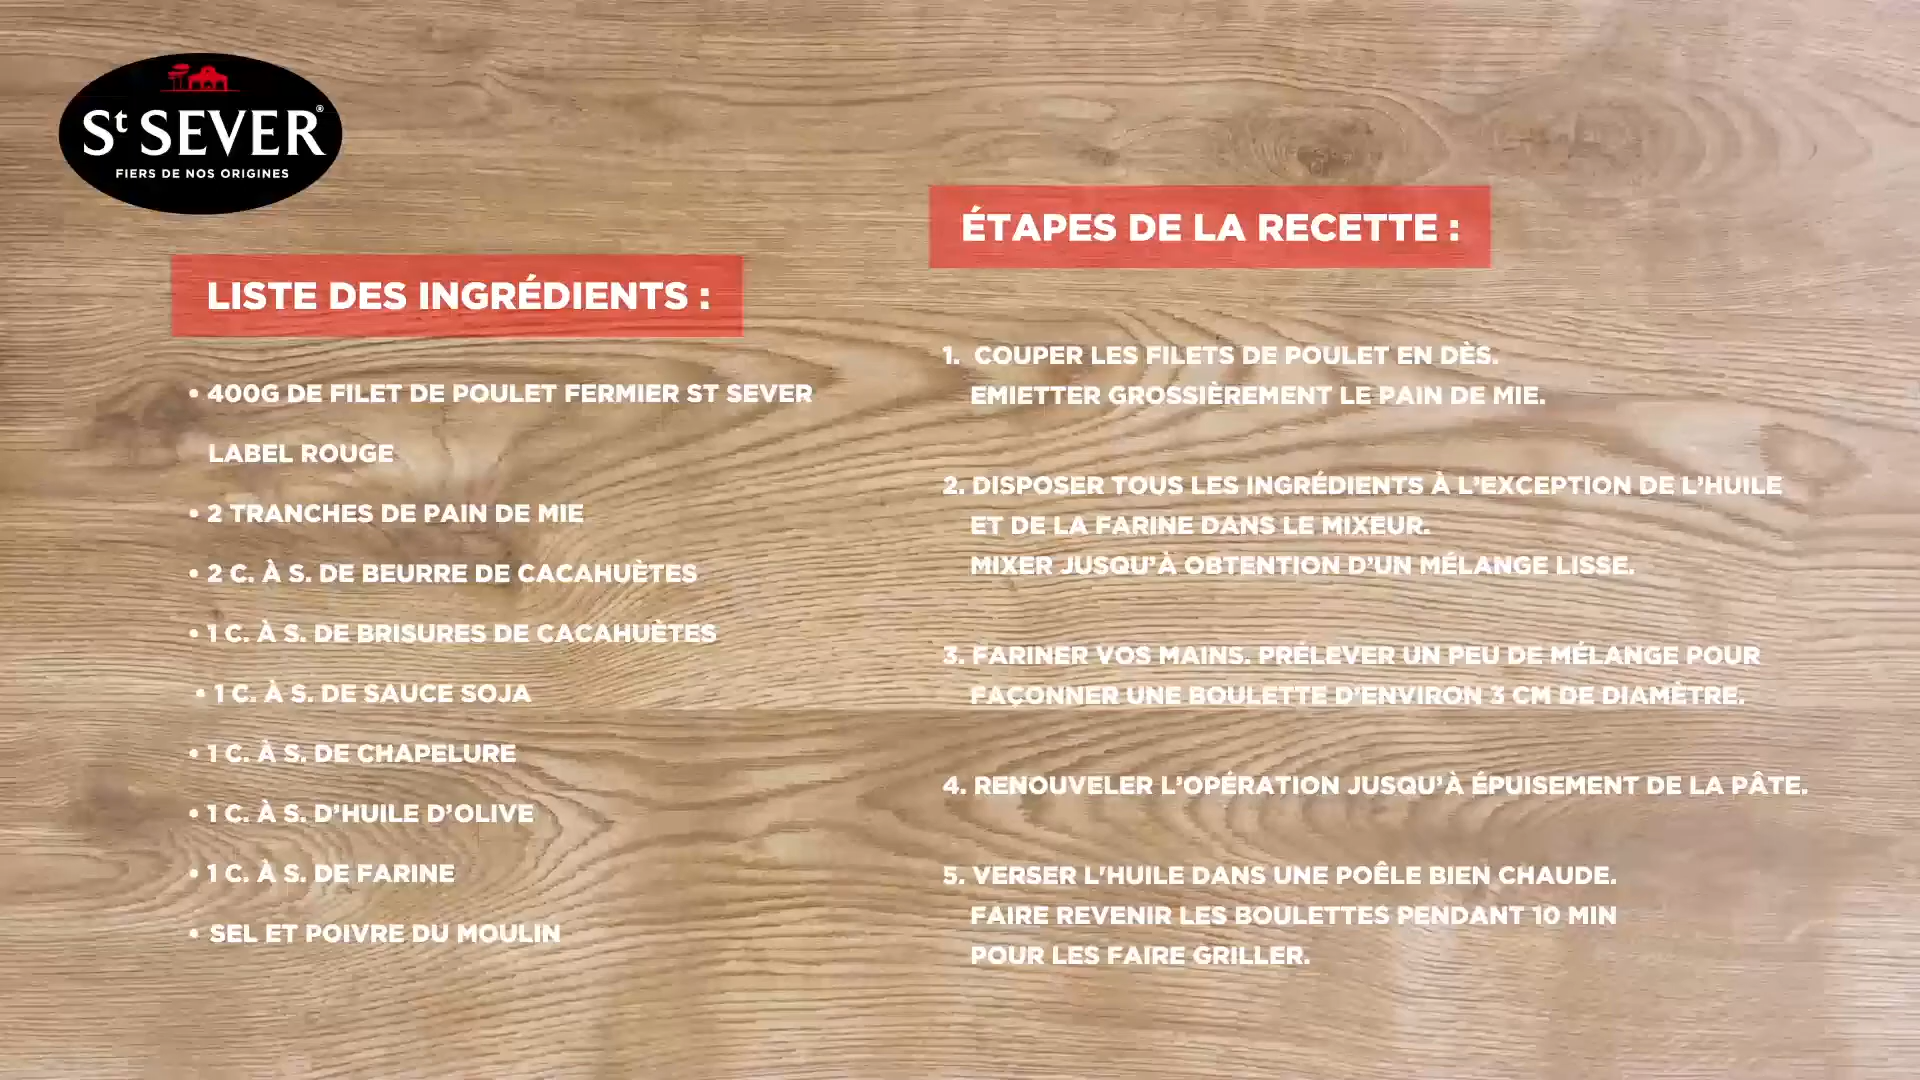 St SEVER®
FIERS DE NOS ORIGINES
LISTE DES INGRÉDIENTS :
• 400G DE FILET DE POULET FERMIER ST SEVER
LABEL ROUGE
• 2 TRANCHES DE PAIN DE MIE
• 2 C. À S. DE BEURRE DE CACAHUÈTES
• 1 C. À S. DE BRISURES DE CACAHUÈTES
• 1 C. À S. DE SAUCE SOJA
• 1 C. À S. DE CHAPELURE
• 1 C. À S. D’HUILE D’OLIVE
• 1 C. À S. DE FARINE
• SEL ET POIVRE DU MOULIN
ÉTAPES DE LA RECETTE :
1. COUPER LES FILETS DE POULET EN DÈS.
EMIETTER GROSSIÈREMENT LE PAIN DE MIE.
2. DISPOSER TOUS LES INGRÉDIENTS À L’EXCEPTION DE L’HUILE
ET DE LA FARINE DANS LE MIXEUR.
MIXER JUSQU’À OBTENTION D’UN MÉLANGE LISSE.
3. FARINER VOS MAINS. PRÉLEVER UN PEU DE MÉLANGE POUR
FAÇONNER UNE BOULETTE D’ENVIRON 3 CM DE DIAMÈTRE.
4. RENOUVELER L’OPÉRATION JUSQU’À ÉPUISEMENT DE LA PÂTE.
5. VERSER L'HUILE DANS UNE POÊLE BIEN CHAUDE.
FAIRE REVENIR LES BOULETTES PENDANT 10 MIN
POUR LES FAIRE GRILLER.